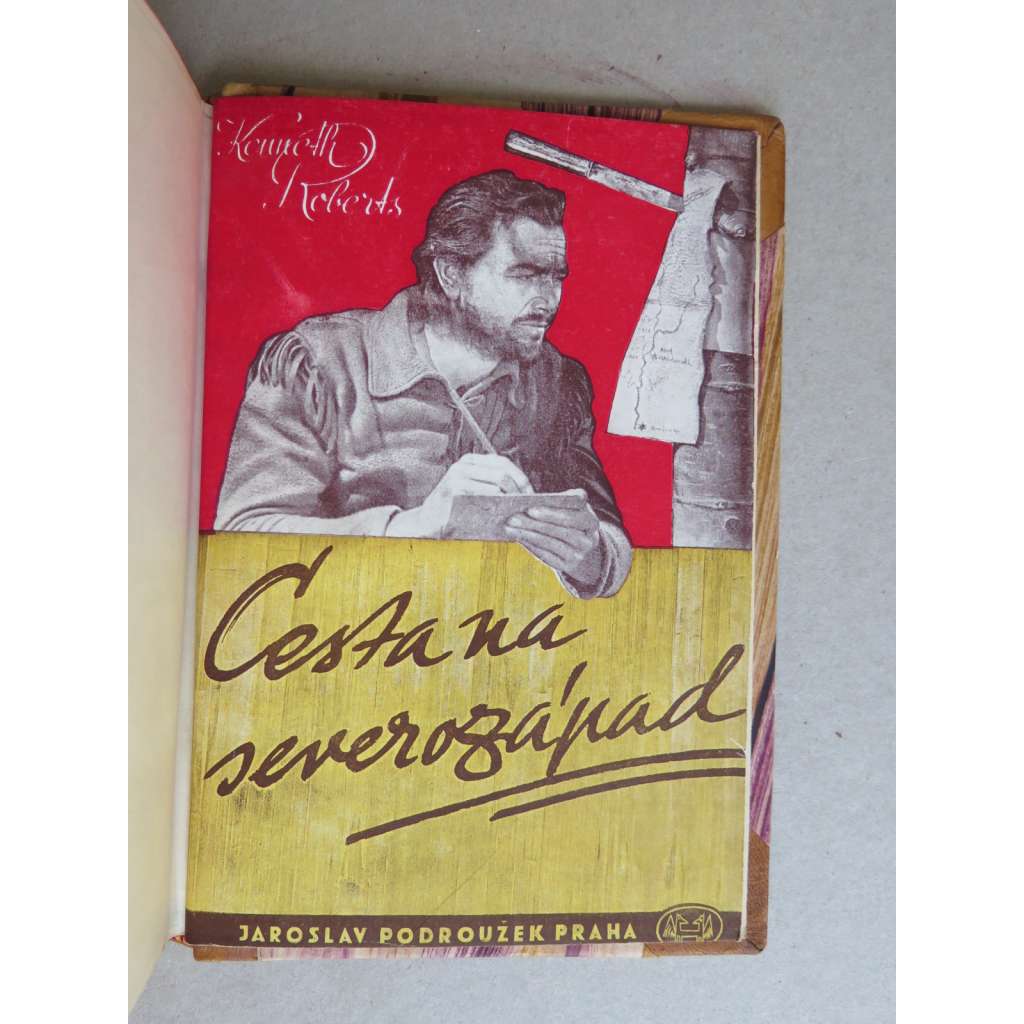 Kenneth
Roberts
Cesta na
severozápad
JAROSLAV PODROUŽEK PRAHA